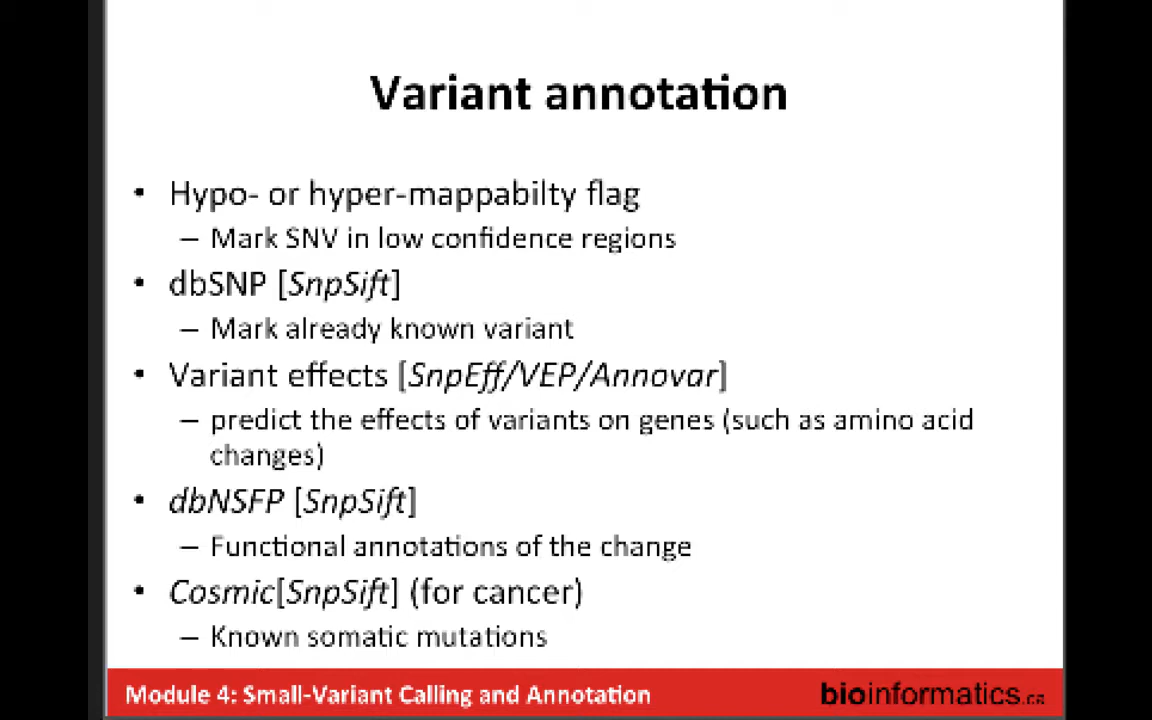 Variant annotation
• Hypo- or hyper-mappabilty flag
– Mark SNV in low confidence regions
• dbSNP [SnpSift]
– Mark already known variant
• Variant effects [SnpEff/VEP/Annovar]
– predict the effects of variants on genes (such as amino acid
changes)
• dbNSFP [SnpSift]
– Functional annotations of the change
• Cosmic[SnpSift] (for cancer)
– Known somatic mutations
Module 4: Small-Variant Calling and Annotation
bioinformatics.ca